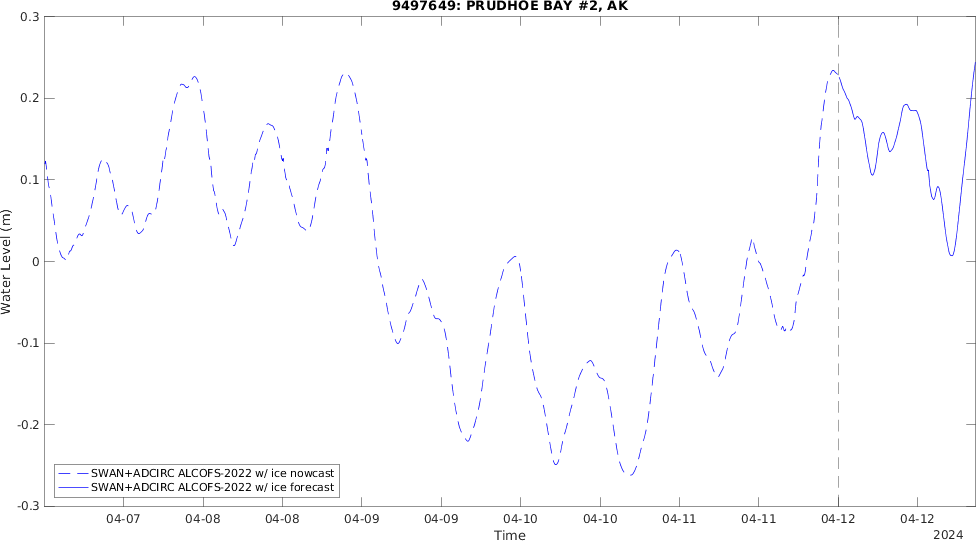 9497649: PRUDHOE BAY #2, AK
0.3
0.2
0.1
0
-0.1
-0.2
-0.3
Water Level (m)
SWAN+ADCIRC ALCOFS-2022 w/ ice nowcast
SWAN+ADCIRC ALCOFS-2022 w/ ice forecast
04-07 04-08 04-08 04-09 04-09 04-10 04-10 04-11 04-11 04-12 04-12
Time
2024